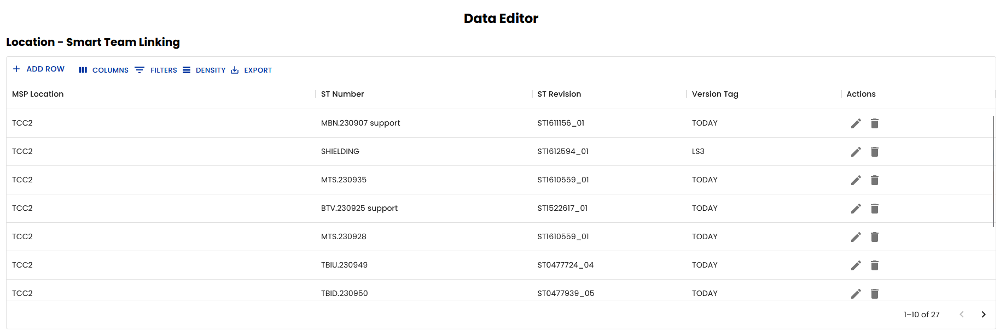 Data Editor
Location - Smart Team Linking
ADD ROW COLUMNS FILTERS DENSITY EXPORT
MSP Location ST Number ST Revision Version Tag Actions
TCC2 MBN.230907 support ST1611156_01 TODAY
TCC2 SHIELDING ST1612594_01 LS3
TCC2 MTS.230935 ST1610559_01 TODAY
TCC2 BTV.230925 support ST1522617_01 TODAY
TCC2 MTS.230928 ST1610559_01 TODAY
TCC2 TBIU.230949 ST0477724_04 TODAY
TCC2 TBID.230950 ST0477939_05 TODAY
1–10 of 27